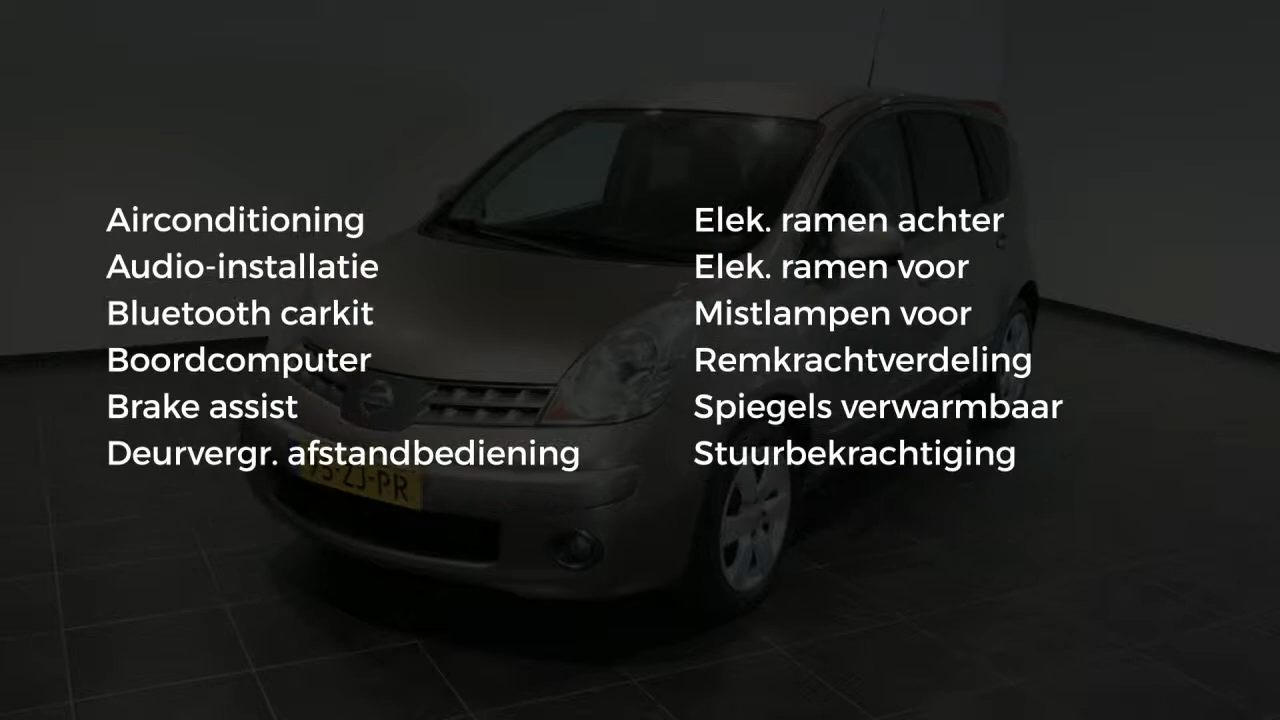 Airconditioning
Audio-installatie
Bluetooth carkit
Boordcomputer
Brake assist
Deurvergr. afstandbediening
Elek. ramen achter
Elek. ramen voor
Mistlampen voor
Remkrachtverdeling
Spiegels verwarmbaar
Stuurbekrachtiging